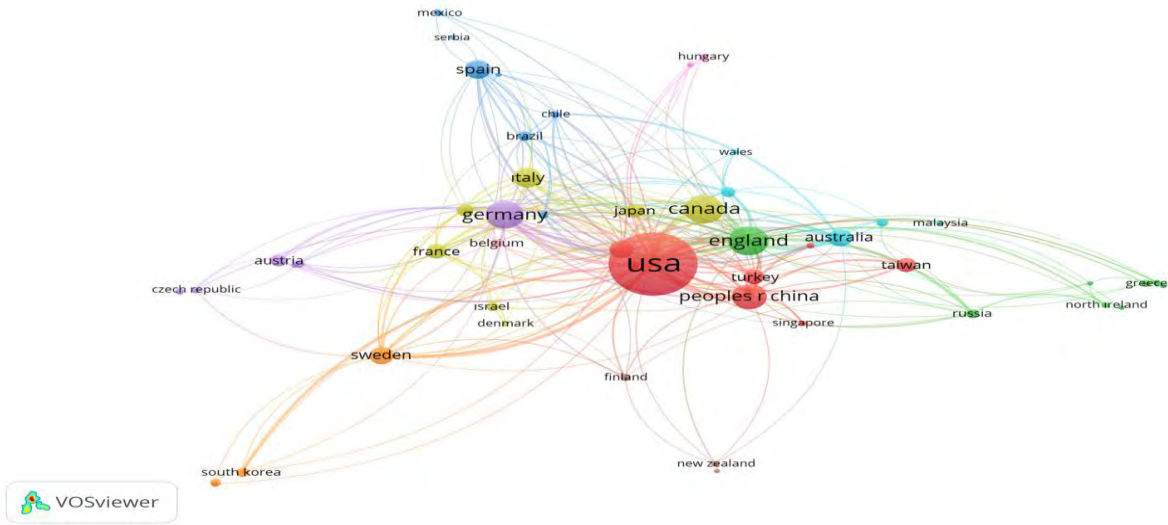 mexico
serbia
hungary
spain
chile
brazil
wales
italy
canada
japan
germany
malaysia
england
australia
belgium
france
austria
usa
taiwan
turkey
greece
czech republic
peoples r china
north ireland
israel
russia
denmark
singapore
sweden
finland
new zealand
south korea
VOSviewer